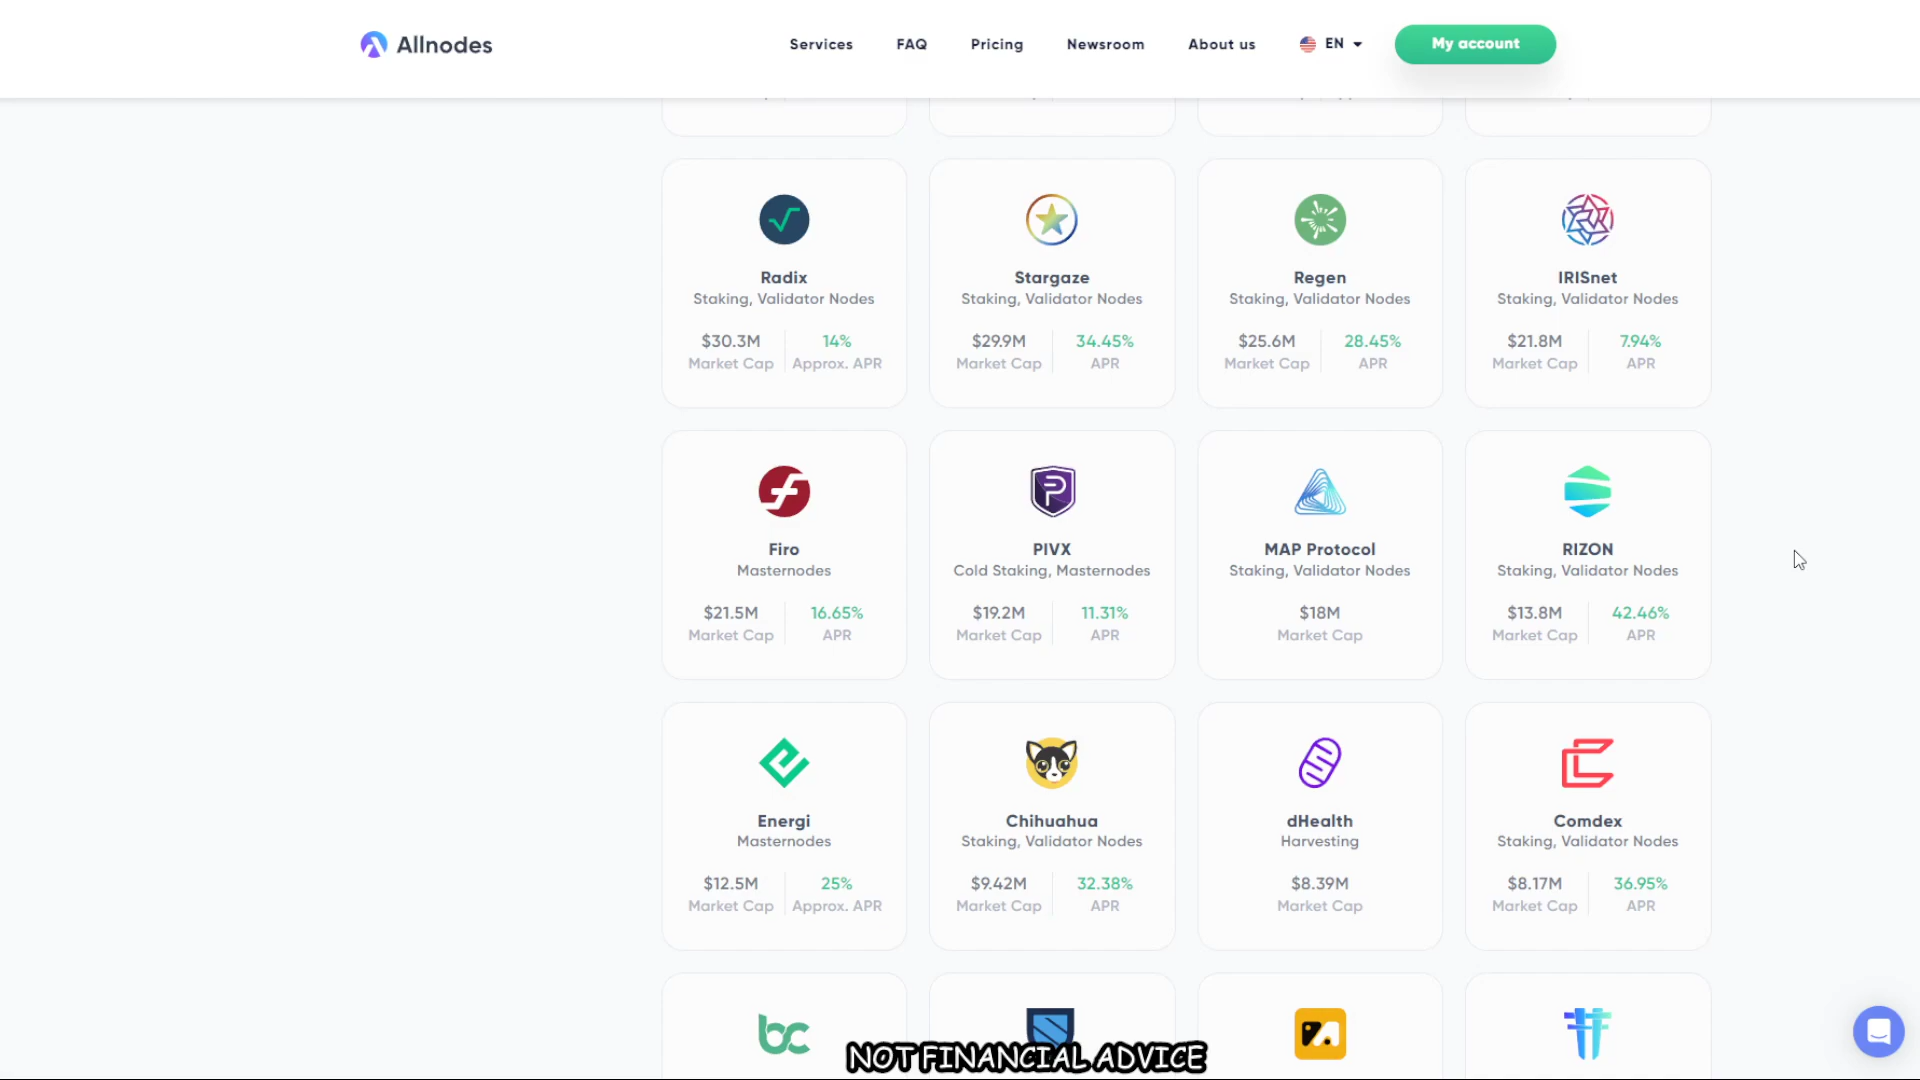 Allnodes
Services
FAQ
Pricing
Newsroom
About us
EN
My account
Radix
Staking, Validator Nodes
$30.3M
Market Cap
14%
Approx. APR
Stargaze
Staking, Validator Nodes
$29.9M
Market Cap
34.45%
APR
Regen
Staking, Validator Nodes
$25.6M
Market Cap
28.45%
APR
IRISnet
Staking, Validator Nodes
$21.8M
Market Cap
7.94%
APR
Firo
Masternodes
$21.5M
Market Cap
16.65%
APR
PIVX
Cold Staking, Masternodes
$19.2M
Market Cap
11.31%
APR
MAP Protocol
Staking, Validator Nodes
$18M
Market Cap
RIZON
Staking, Validator Nodes
$13.8M
Market Cap
42.46%
APR
Energi
Masternodes
$12.5M
Market Cap
25%
Approx. APR
Chihuahua
Staking, Validator Nodes
$9.42M
Market Cap
32.38%
APR
dHealth
Harvesting
$8.39M
Market Cap
Comdex
Staking, Validator Nodes
$8.17M
Market Cap
36.95%
APR
bc
NOT FINANCIAL ADVICE